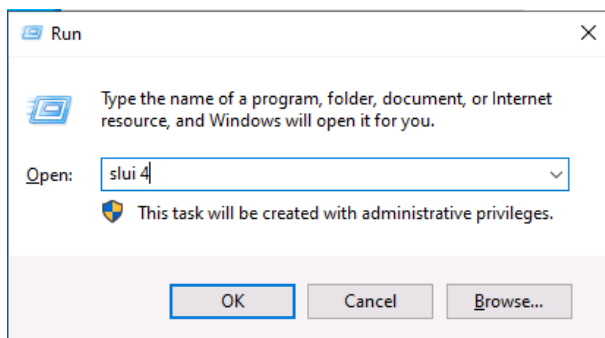 Run
Type the name of a program, folder, document, or Internet
resource, and Windows will open it for you.
Open:
slui 4
This task will be created with administrative privileges.
OK
Cancel
Browse...